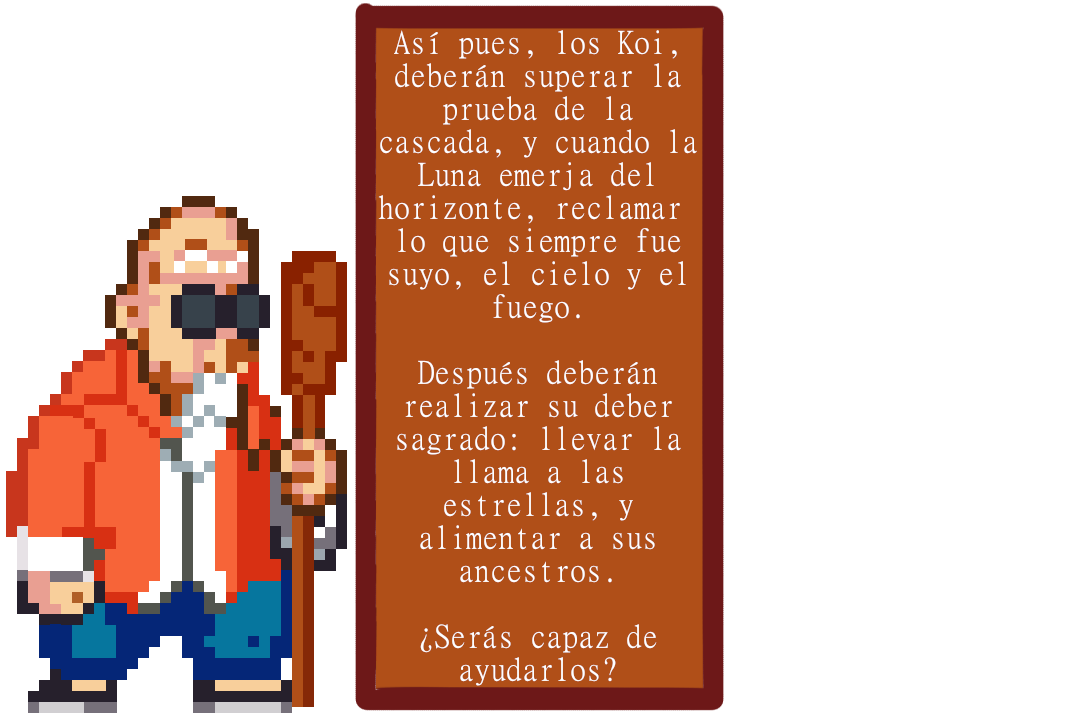 Así pues, los Koi,
deberán superar la
prueba de la
cascada, y cuando la
Luna emerja del
horizonte, reclamar
lo que siempre fue
suyo, el cielo y el
fuego.
Después deberán
realizar su deber
sagrado: llevar la
llama a las
estrellas, y
alimentar a sus
ancestros.
¿Serás capaz de
ayudarlos?